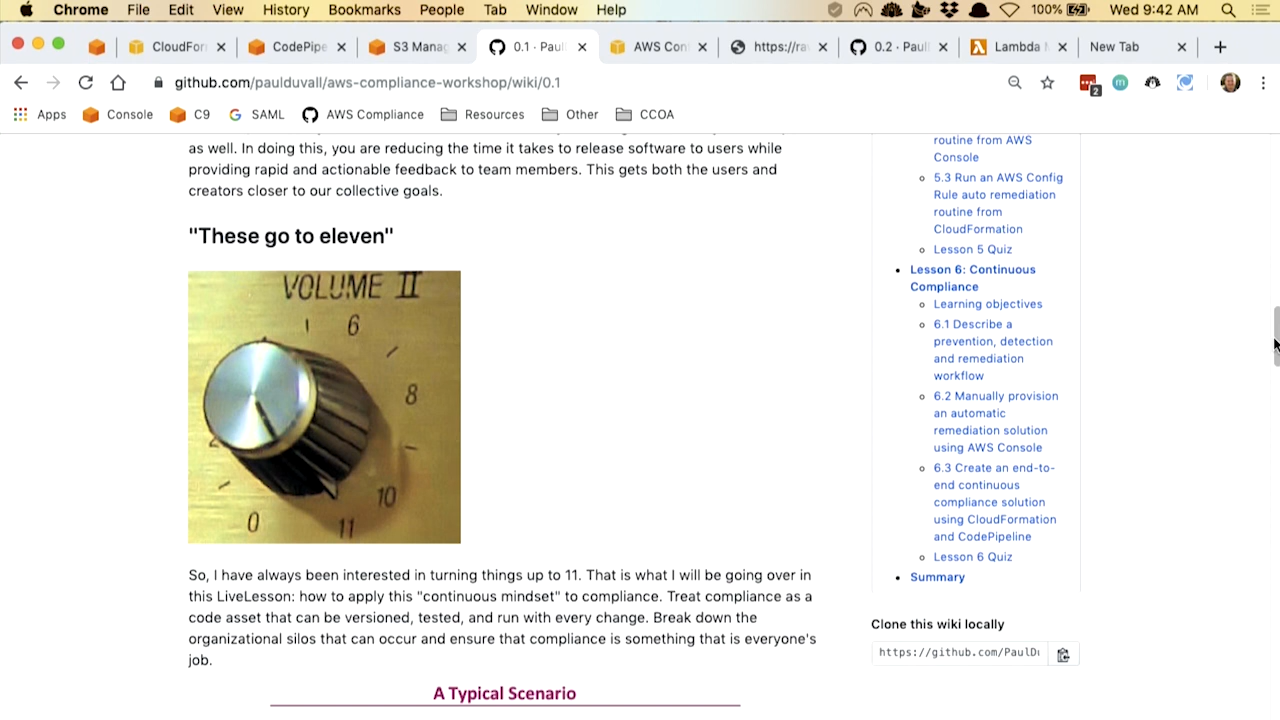 Chrome File Edit View History Bookmarks People Tab Window Help 100% Wed 9:42 AM
CloudFor CodePipe S3 Manag 0.1 · Paul AWS Con https://ra 0.2 · Paul Lambda New Tab
github.com/paulduvall/aws-compliance-workshop/wiki/0.1 2
Apps Console C9 SAML AWS Compliance Resources Other CCOA
as well. In doing this, you are reducing the time it takes to release software to users while
providing rapid and actionable feedback to team members. This gets both the users and
creators closer to our collective goals.
"These go to eleven"
VOLUME II
6
8
10
11
0
So, I have always been interested in turning things up to 11. That is what I will be going over in
this LiveLesson: how to apply this "continuous mindset" to compliance. Treat compliance as a
code asset that can be versioned, tested, and run with every change. Break down the
organizational silos that can occur and ensure that compliance is something that is everyone's
job.
A Typical Scenario
routine from AWS
Console
5.3 Run an AWS Config
Rule auto remediation
routine from
CloudFormation
Lesson 5 Quiz
Lesson 6: Continuous
Compliance
Learning objectives
6.1 Describe a
prevention, detection
and remediation
workflow
6.2 Manually provision
an automatic
remediation solution
using AWS Console
6.3 Create an end-to-
end continuous
compliance solution
using CloudFormation
and CodePipeline
Lesson 6 Quiz
Summary
Clone this wiki locally
https://github.com/PaulDu